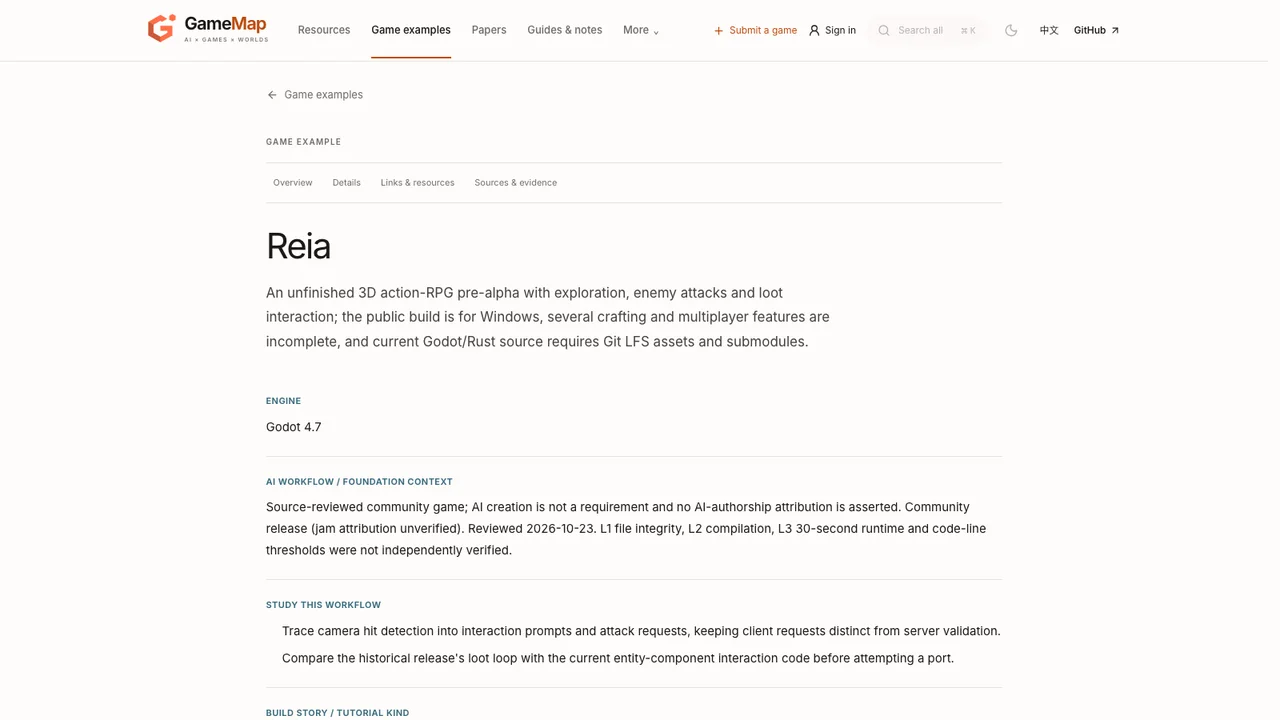 GameMap
AI × GAMES × WORLDS
Resources
Game examples
Papers
Guides & notes
More
+ Submit a game
Sign in
Search all
⌘ K
中文
GitHub ↗
← Game examples
GAME EXAMPLE
Overview
Details
Links & resources
Sources & evidence
Reia
An unfinished 3D action-RPG pre-alpha with exploration, enemy attacks and loot
interaction; the public build is for Windows, several crafting and multiplayer features are
incomplete, and current Godot/Rust source requires Git LFS assets and submodules.
ENGINE
Godot 4.7
AI WORKFLOW / FOUNDATION CONTEXT
Source-reviewed community game; AI creation is not a requirement and no AI-authorship attribution is asserted. Community
release (jam attribution unverified). Reviewed 2026-10-23. L1 file integrity, L2 compilation, L3 30-second runtime and code-line
thresholds were not independently verified.
STUDY THIS WORKFLOW
Trace camera hit detection into interaction prompts and attack requests, keeping client requests distinct from server validation.
Compare the historical release's loot loop with the current entity-component interaction code before attempting a port.
BUILD STORY / TUTORIAL KIND